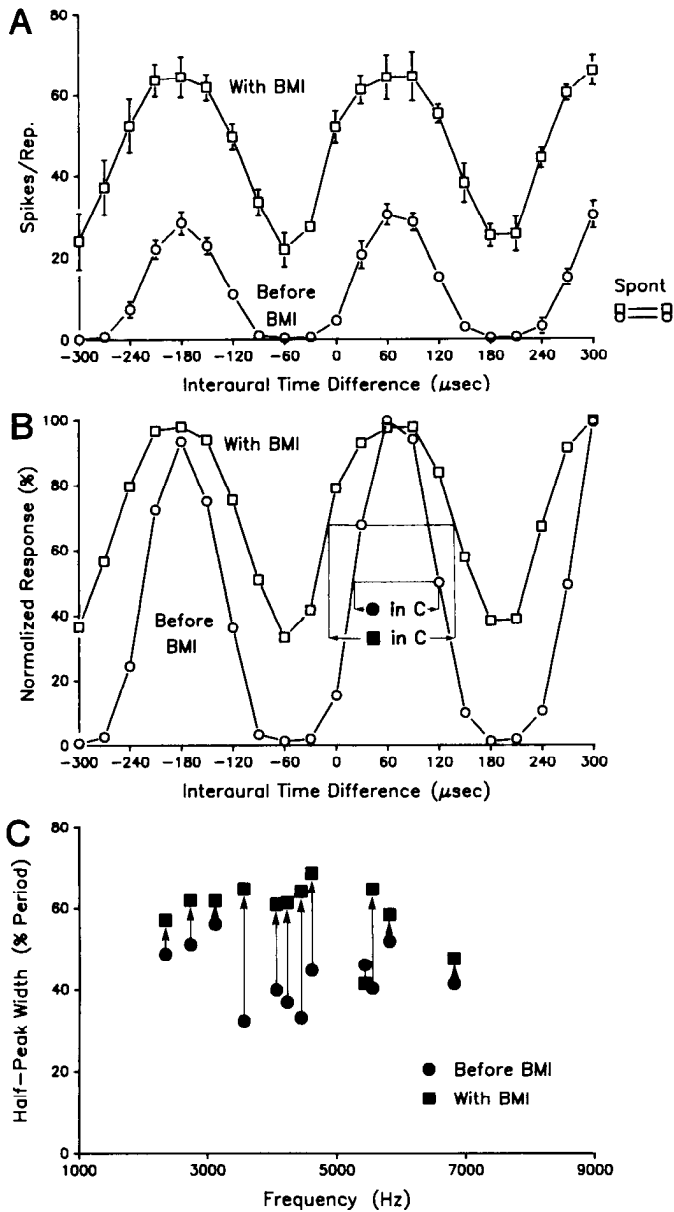 A
Spikes/Rep.
80
60
40
20
0
With BMI
Before
BMI
Spont
-300
-240
-180
-120
-60
0
60
120
180
240
300
Interaural Time Difference (μsec)
B
Normalized Response (%)
100
80
60
40
20
0
With BMI
Before
BMI
in C
in C
-300
-240
-180
-120
-60
0
60
120
180
240
300
Interaural Time Difference (μsec)
C
Half-Peak Width (% Period)
80
60
40
20
0
Before BMI
With BMI
1000
3000
5000
7000
9000
Frequency (Hz)